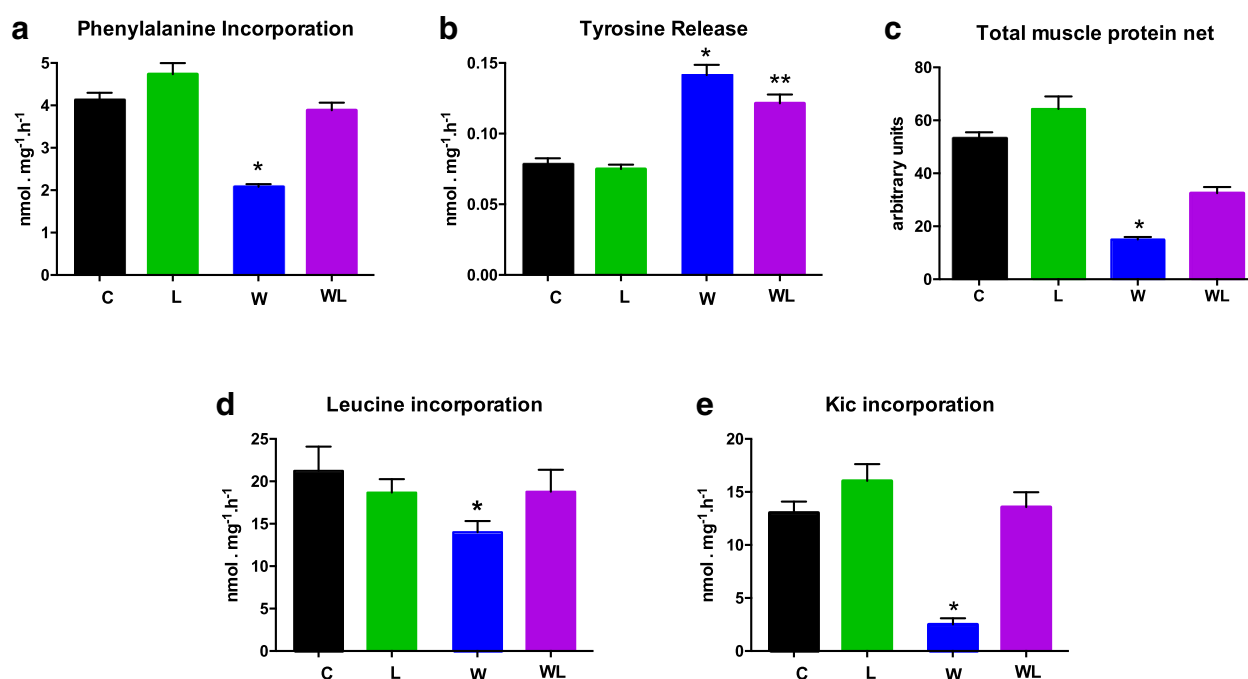 a Phenylalanine Incorporation
nmol . mg-1.h-1
5
4
3
2
1
0
*
C L W WL
b Tyrosine Release
nmol . mg-1.h-1
0.15
0.10
0.05
0.00
*
**
C L W WL
c Total muscle protein net
arbitrary units
80
60
40
20
0
*
C L W WL
d Leucine incorporation
nmol . mg-1.h-1
25
20
15
10
5
0
*
C L W WL
e Kic incorporation
nmol . mg-1.h-1
20
15
10
5
0
*
C L W WL